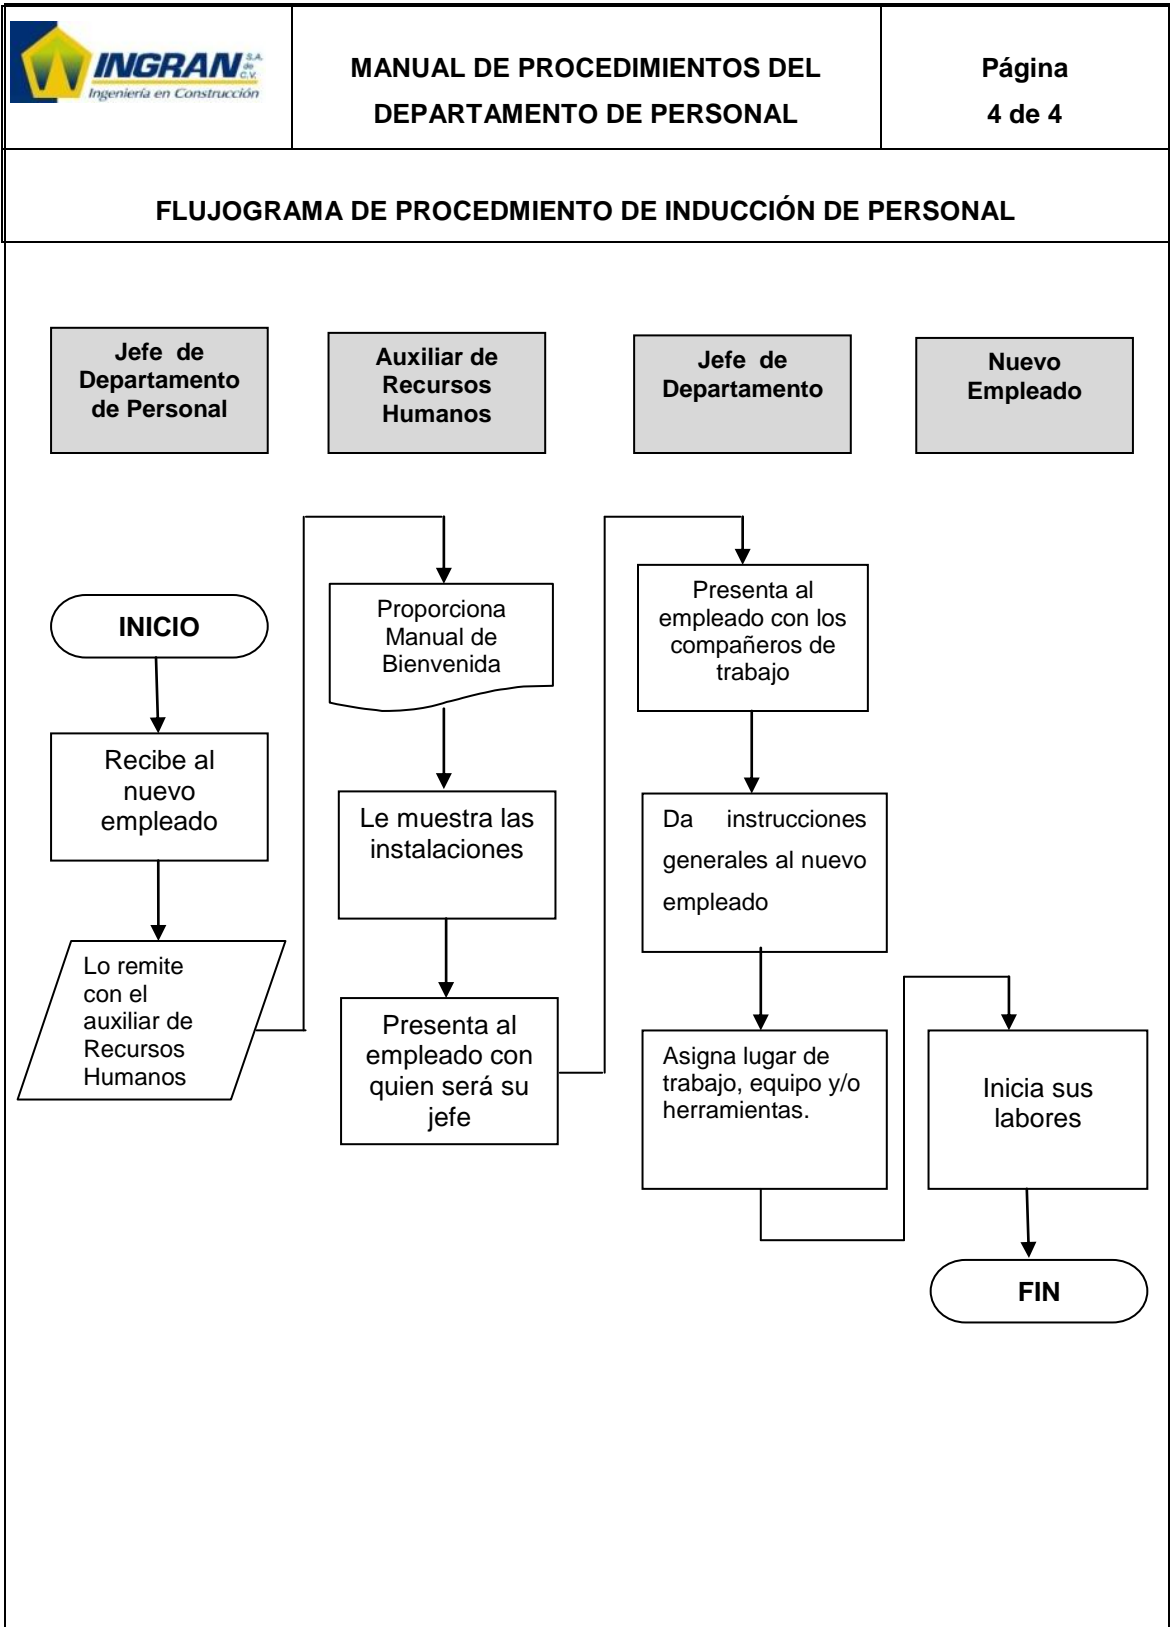 INGRAN S.A. de C.V.
Ingeniería en Construcción
MANUAL DE PROCEDIMIENTOS DEL
DEPARTAMENTO DE PERSONAL
Página
4 de 4
FLUJOGRAMA DE PROCEDMIENTO DE INDUCCIÓN DE PERSONAL
Jefe de
Departamento
de Personal
Auxiliar de
Recursos
Humanos
Jefe de
Departamento
Nuevo
Empleado
INICIO
Recibe al
nuevo
empleado
Lo remite
con el
auxiliar de
Recursos
Humanos
Proporciona
Manual de
Bienvenida
Le muestra las
instalaciones
Presenta al
empleado con
quien será su
jefe
Presenta al
empleado con los
compañeros de
trabajo
Da instrucciones
generales al nuevo
empleado
Asigna lugar de
trabajo, equipo y/o
herramientas.
Inicia sus
labores
FIN